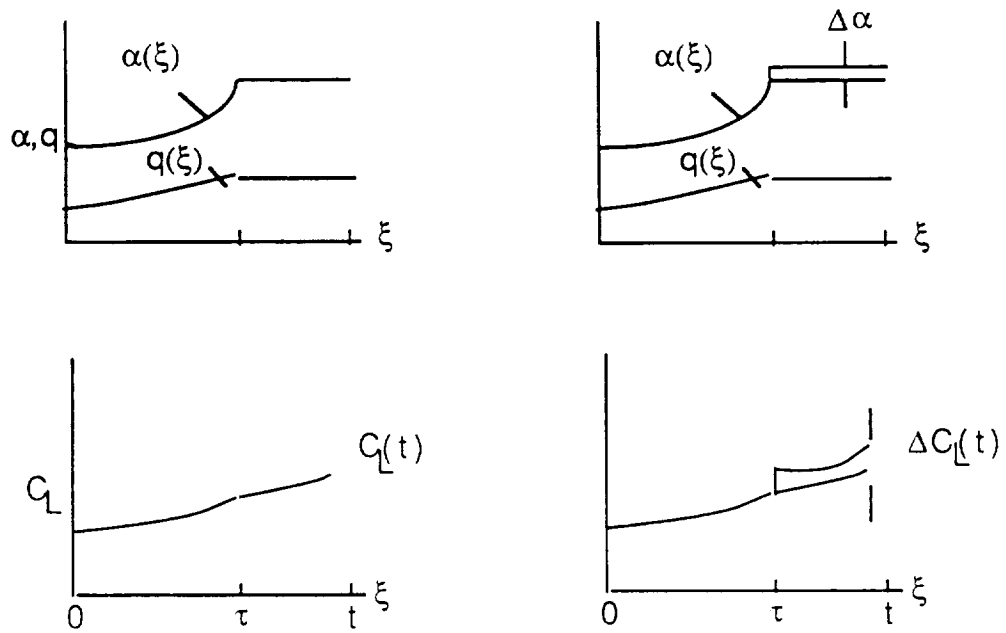 α(ξ)
α,q
q(ξ)
ξ
Δα
α(ξ)
q(ξ)
ξ
C_L
C_L(t)
0
τ
t
ξ
ΔC_L(t)
0
τ
t
ξ